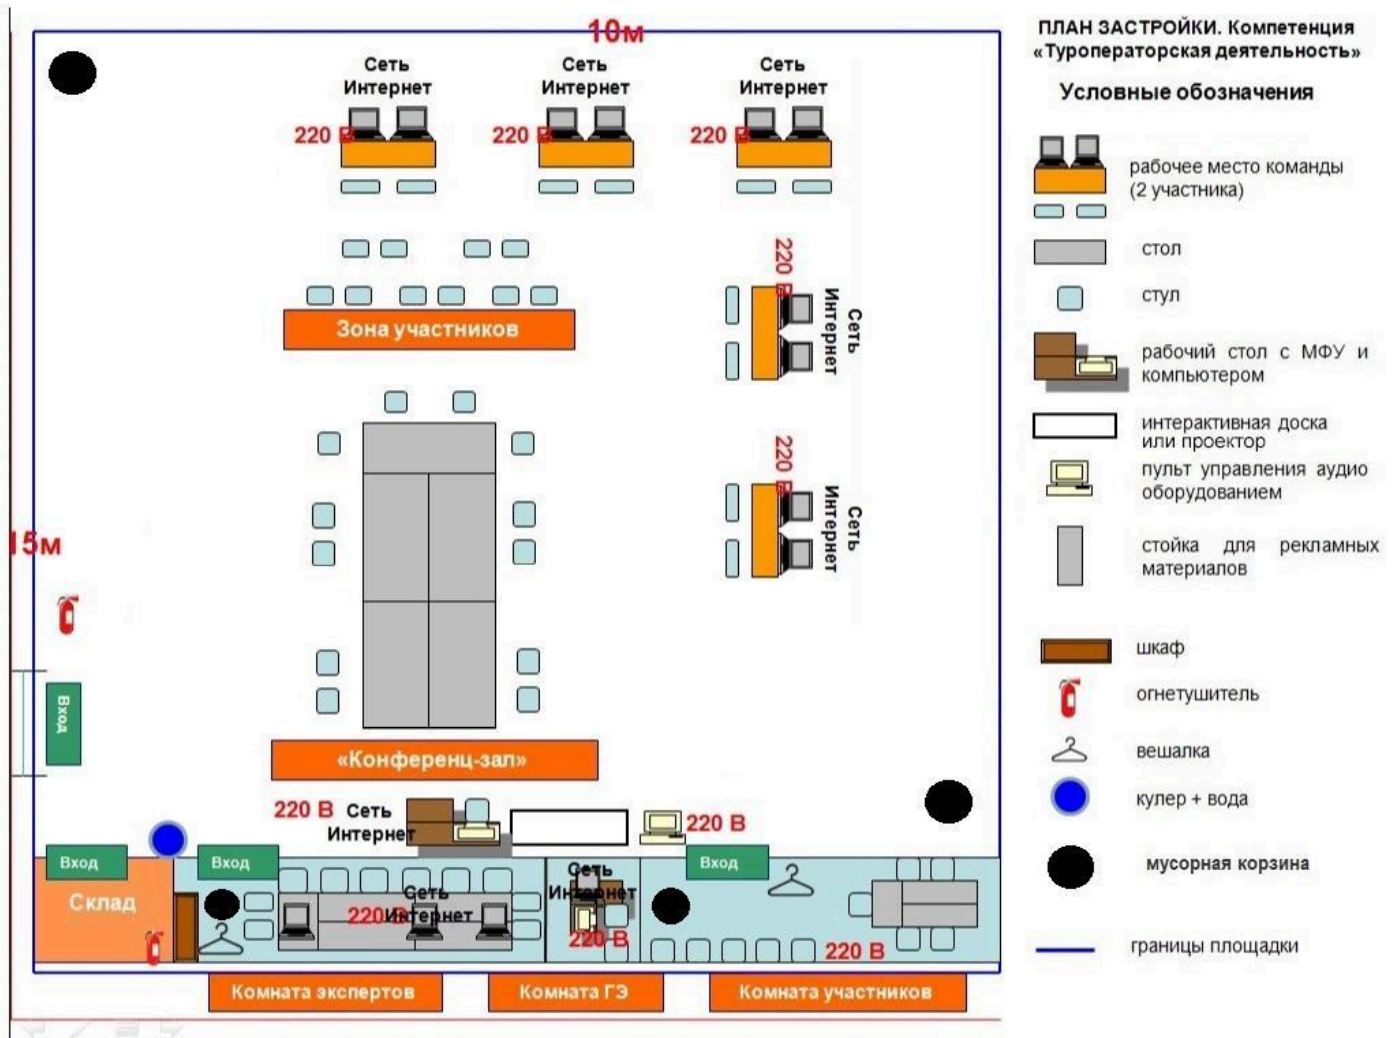 10м
Сеть
Интернет
220 В
Сеть
Интернет
220 В
Сеть
Интернет
220 В
220 В
Сеть
Интернет
Зона участников
220 В
Сеть
Интернет
15м
Вход
«Конференц-зал»
220 В
Сеть
Интернет
220 В
Вход
Вход
Вход
Склад
Сеть
Интернет
220 В
Сеть
Интернет
220 В
220 В
Комната экспертов
Комната ГЭ
Комната участников
ПЛАН ЗАСТРОЙКИ. Компетенция
«Туроператорская деятельность»
Условные обозначения
рабочее место команды
(2 участника)
стол
стул
рабочий стол с МФУ и
компьютером
интерактивная доска
или проектор
пульт управления аудио
оборудованием
стойка для рекламных
материалов
шкаф
огнетушитель
вешалка
кулер + вода
мусорная корзина
границы площадки